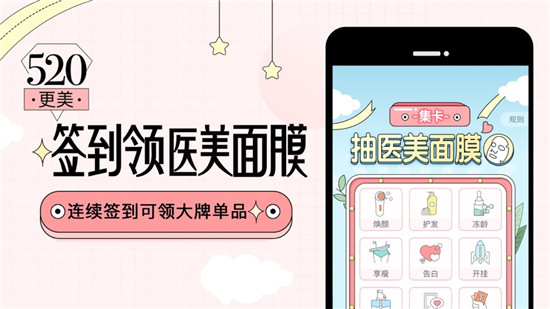 520
·更美·
签到领医美面膜
连续签到可领大牌单品
集卡
规则
抽医美面膜
焕颜
护发
冻龄
享瘦
告白
开挂